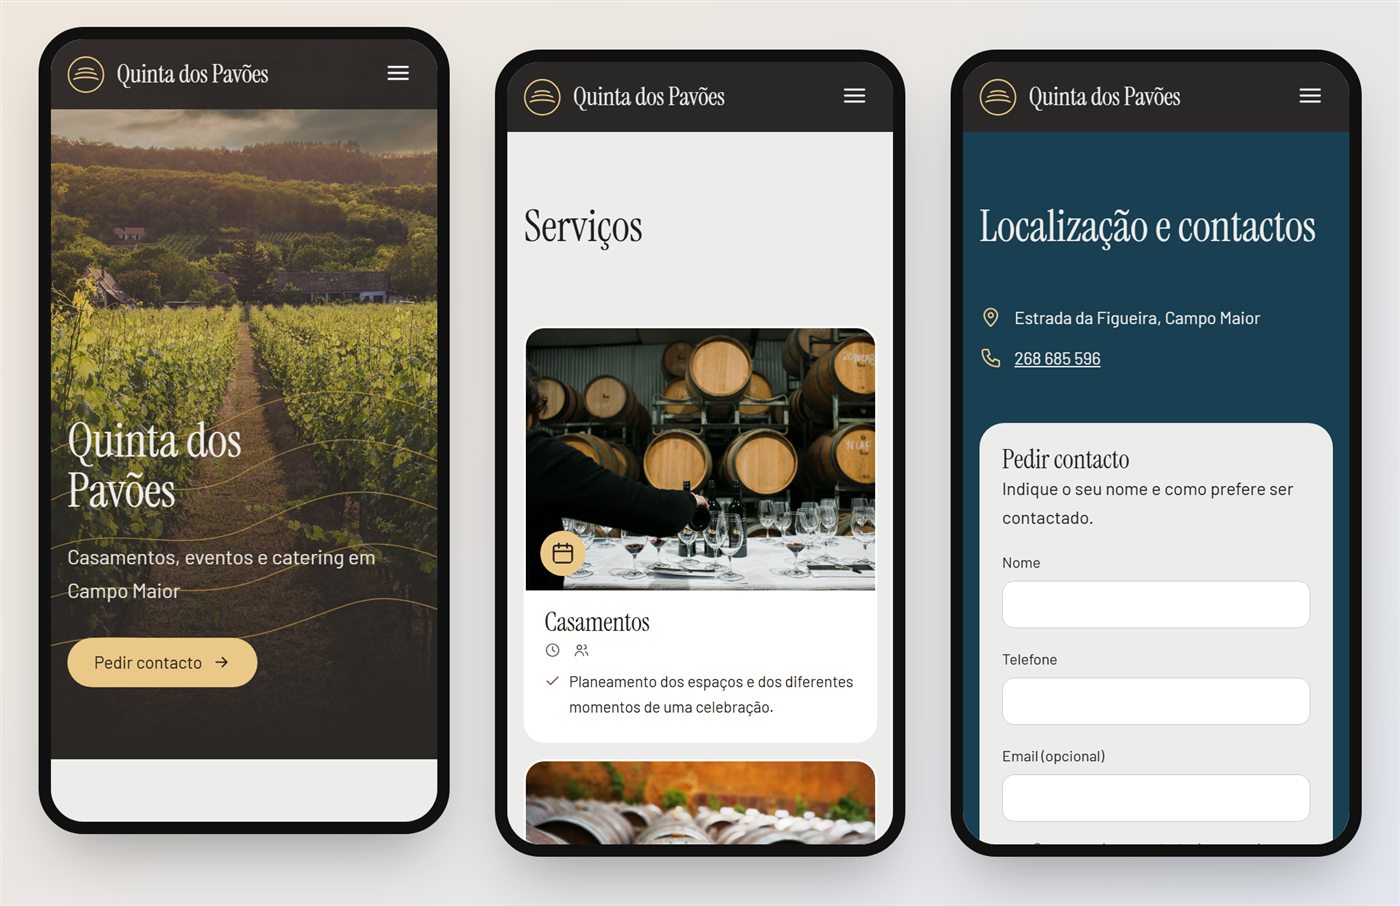 Quinta dos Pavões
Quinta dos
Pavões
Casamentos, eventos e catering em
Campo Maior
Pedir contacto
Quinta dos Pavões
Serviços
Casamentos
Planeamento dos espaços e dos diferentes
momentos de uma celebração.
Quinta dos Pavões
Localização e contactos
Estrada da Figueira, Campo Maior
268 685 596
Pedir contacto
Indique o seu nome e como prefere ser
contactado.
Nome
Telefone
Email (opcional)